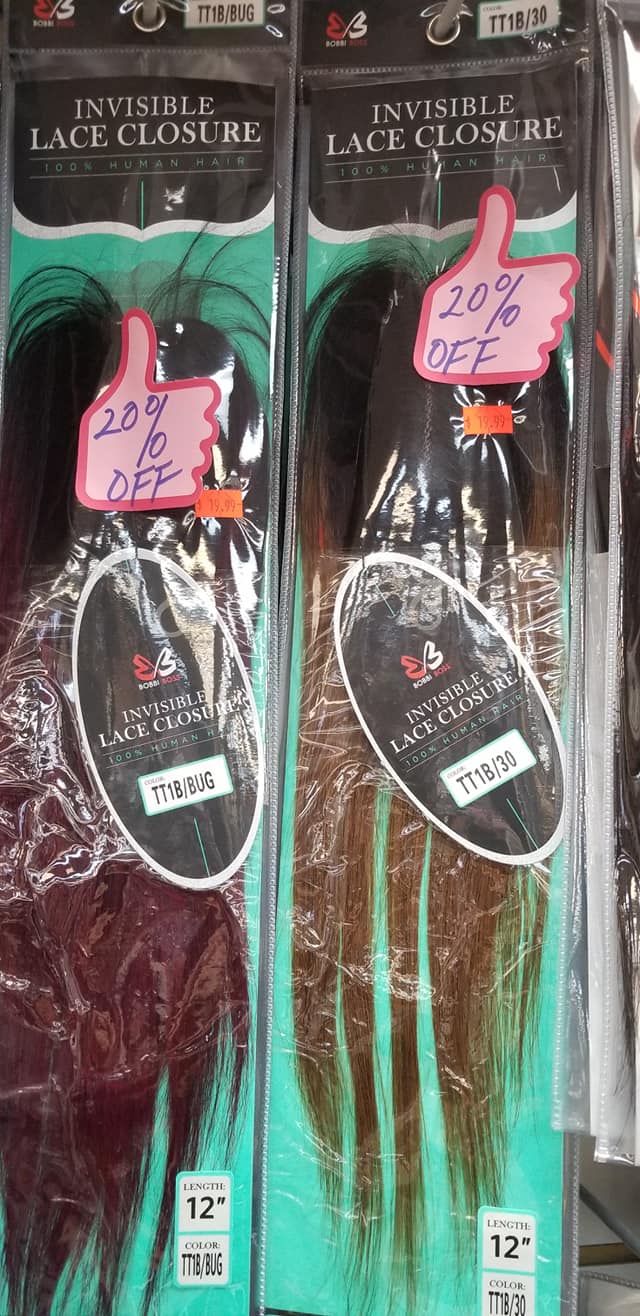 COLOR:
TT1B/BUG
BOBBI BOSS
INVISIBLE
LACE CLOSURE
100% HUMAN HAIR
20%
OFF
$ 19.99
BOBBI BOSS
INVISIBLE
LACE CLOSURE
100% HUMAN
COLOR:
TT1B/BUG
LENGTH:
12"
COLOR:
TT1B/BUG
COLOR:
TT1B/30
BOBBI BOSS
INVISIBLE
LACE CLOSURE
100% HUMAN HAIR
20%
OFF
$ 19.99
BOBBI BOSS
INVISIBLE
LACE CLOSURE
100% HUMAN HAIR
COLOR:
TT1B/30
LENGTH:
12"
COLOR:
TT1B/30